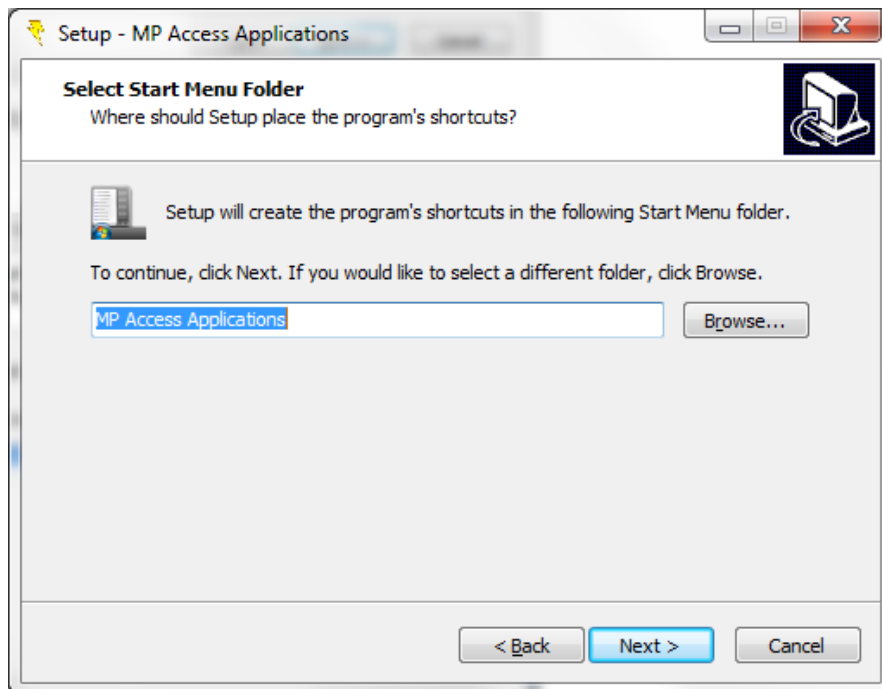 Setup - MP Access Applications
Select Start Menu Folder
Where should Setup place the program's shortcuts?
Setup will create the program's shortcuts in the following Start Menu folder.
To continue, click Next. If you would like to select a different folder, click Browse.
MP Access Applications
Browse...
< Back
Next >
Cancel